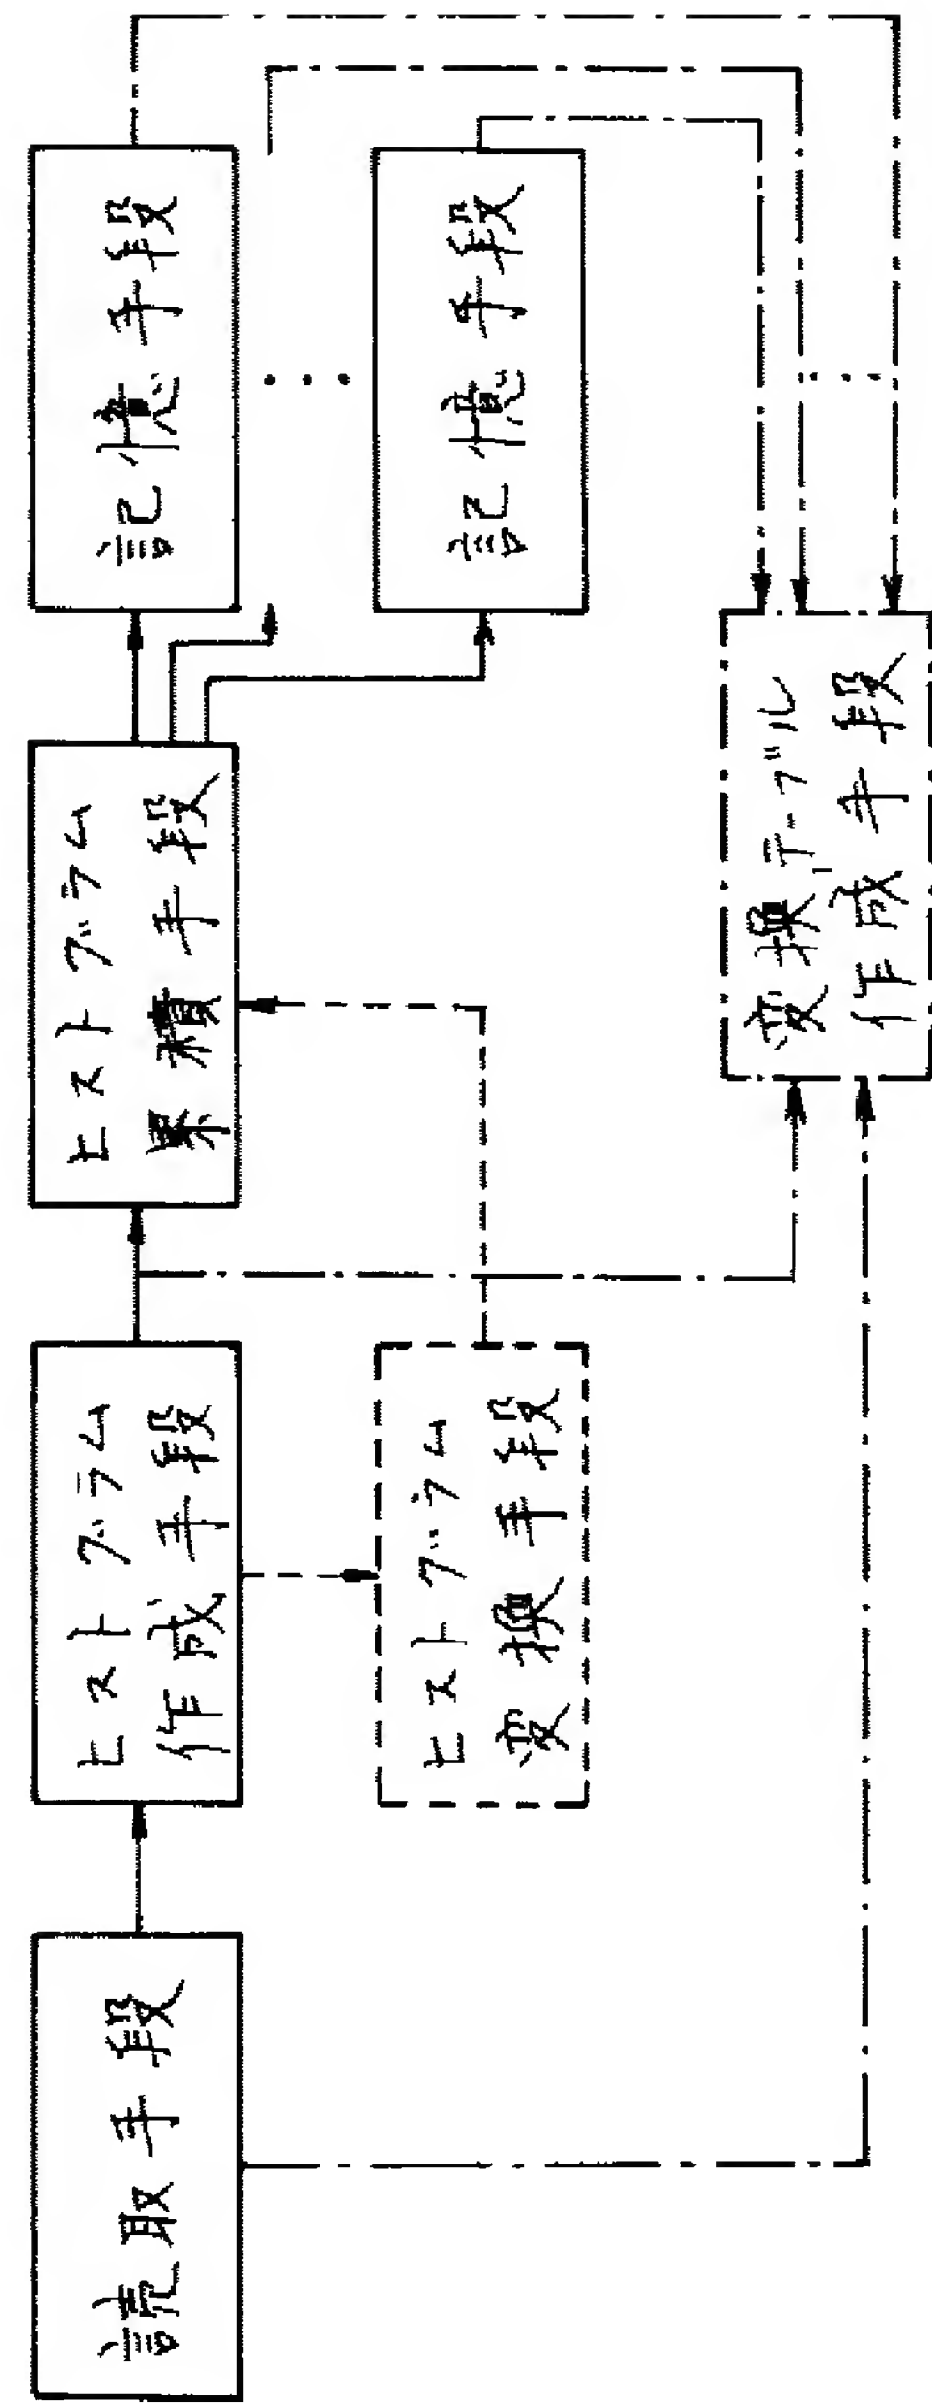 読取手段
ヒストグラム
作成手段
ヒストグラム
累積手段
記憶手段
記憶手段
ヒストグラム
変換手段
変換テーブル
作成手段